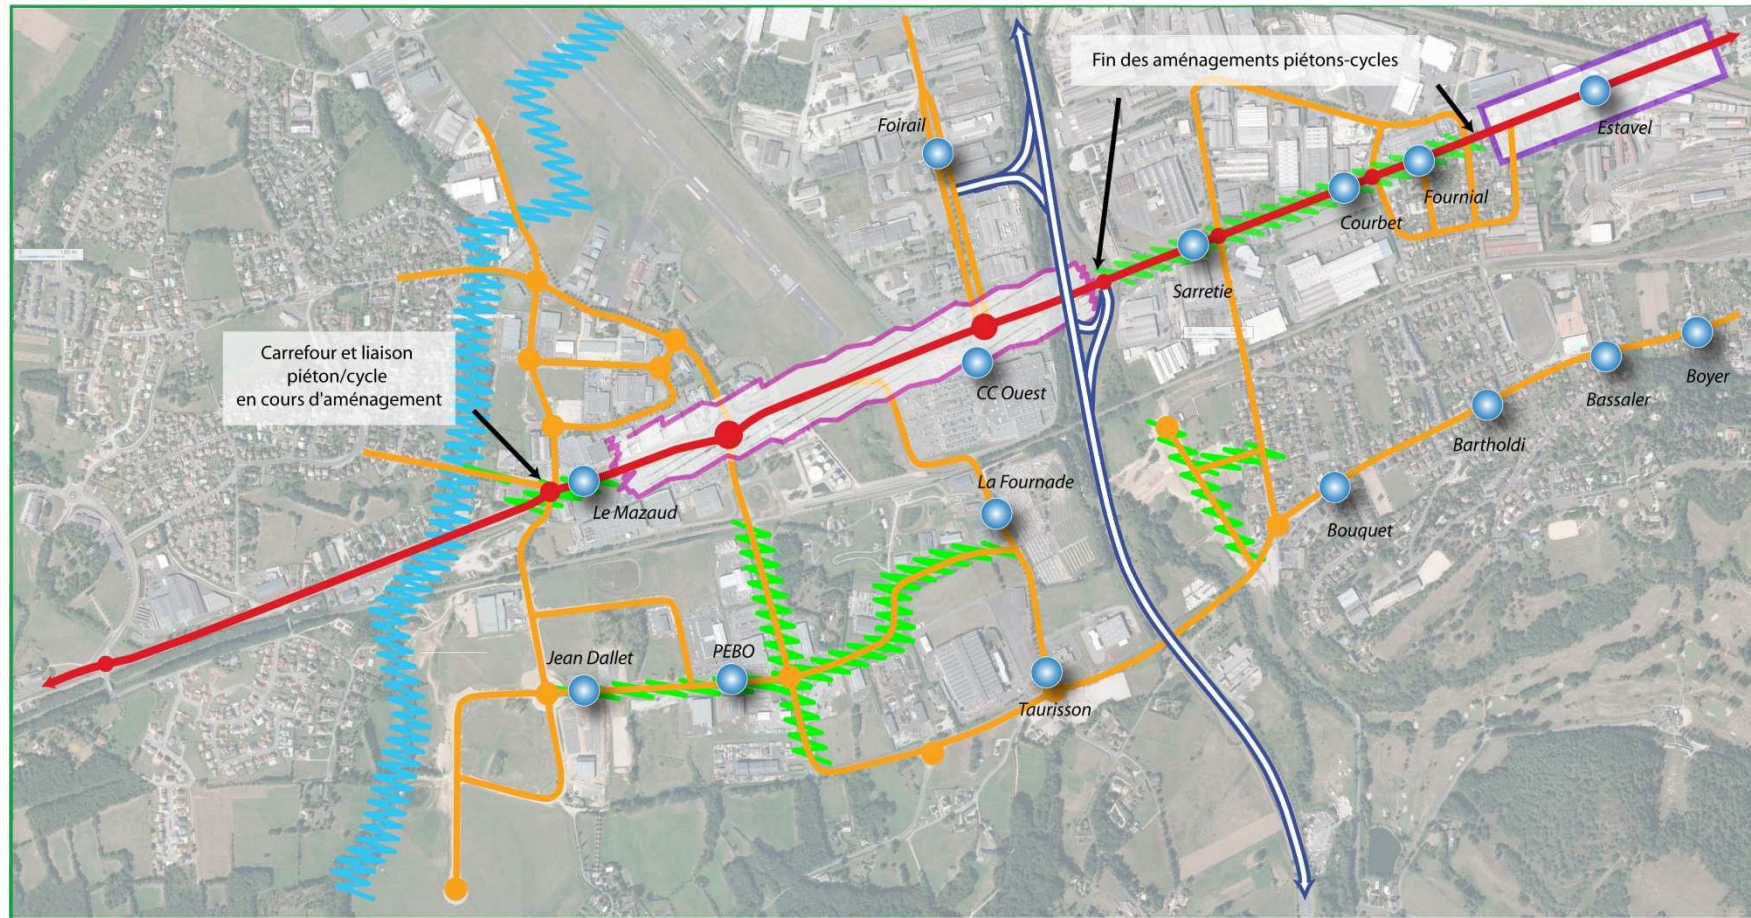 Fin des aménagements piétons-cycles
Foirail
Estavel
Fournial
Courbet
Sarretie
Carrefour et liaison
piéton/cycle
en cours d'aménagement
CC Ouest
Boyer
Bassaler
Bartholdi
La Fournade
Le Mazaud
Bouquet
Jean Dallet
PEBO
Taurisson